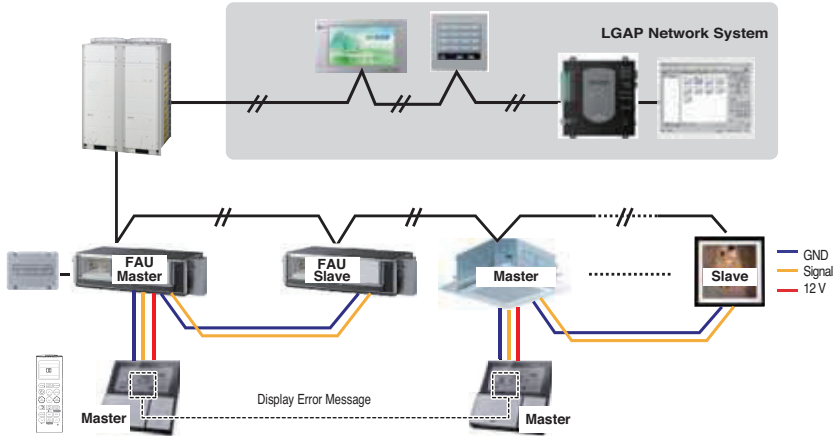 LGAP Network System
FAU
Master
FAU
Slave
Master
Slave
GND
Signal
12 V
Display Error Message
Master
Master